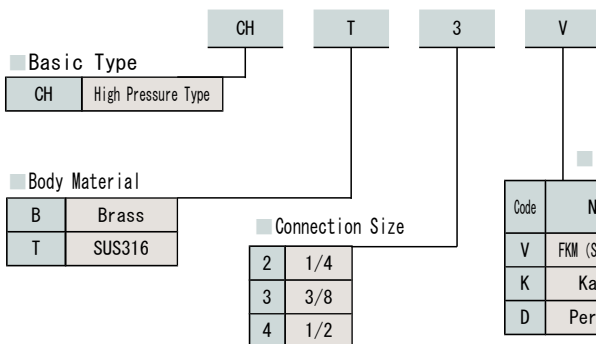 CH T 3 V
Basic Type
CH High Pressure Type
Body Material
B Brass
T SUS316
Connection Size
2 1/4
3 3/8
4 1/2
Code
V FKM
K
D